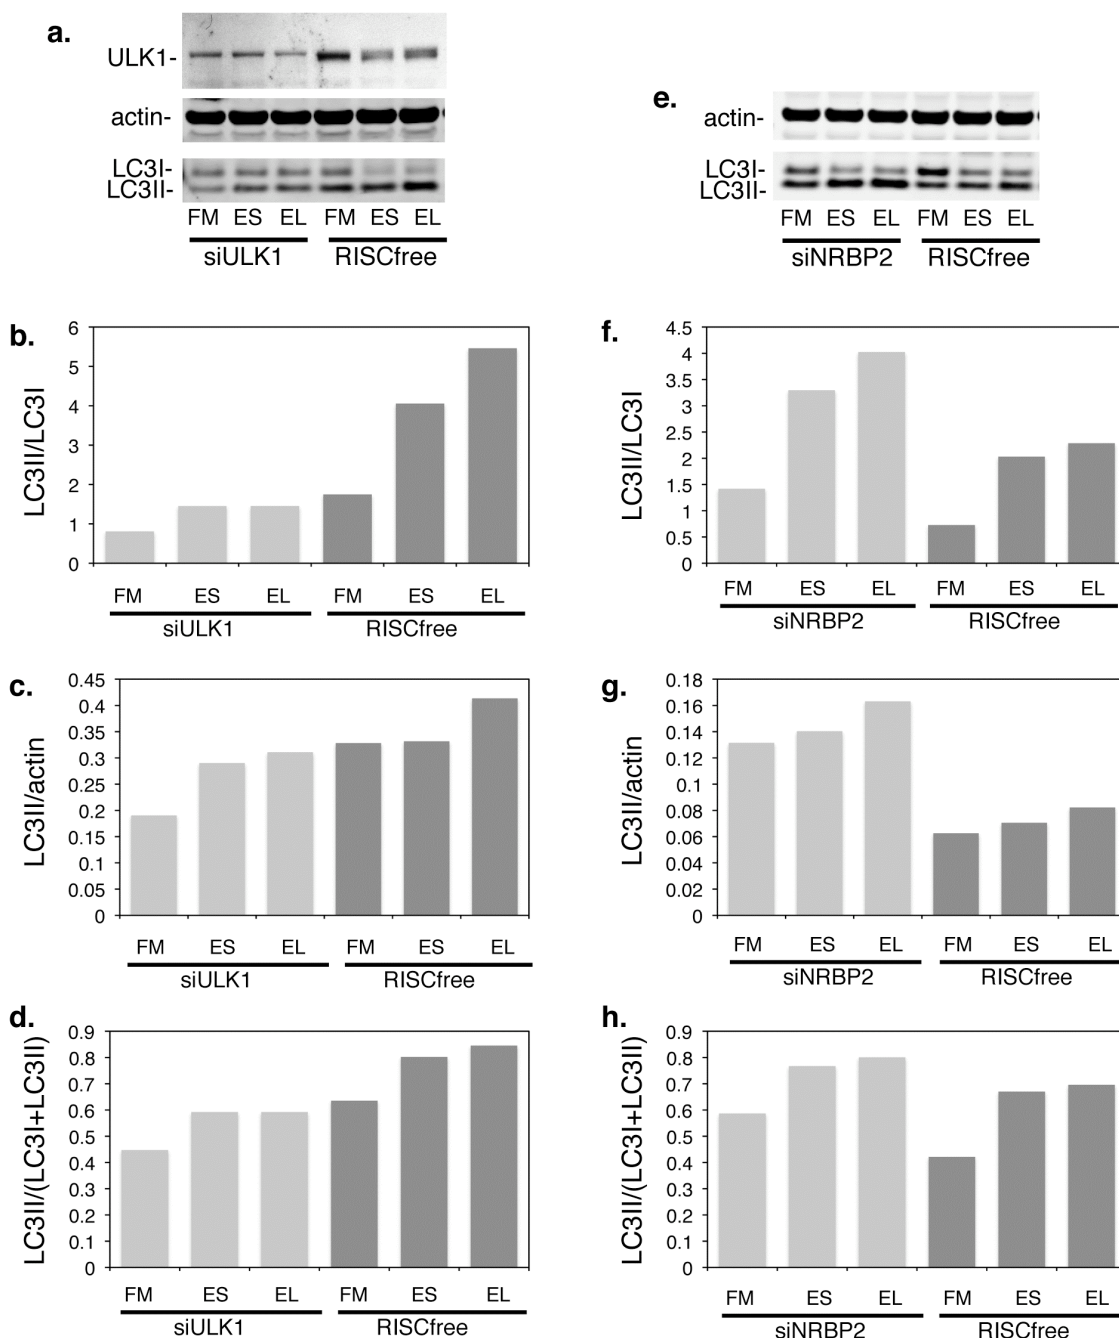 a.
ULK1-
actin-
LC3I-
LC3II-
FM ES EL FM ES EL
siULK1 RISCfree
e.
actin-
LC3I-
LC3II-
FM ES EL FM ES EL
siNRBP2 RISCfree
b.
LC3II/LC3I
6
5
4
3
2
1
0
FM ES EL FM ES EL
siULK1 RISCfree
f.
LC3II/LC3I
4.5
4
3.5
3
2.5
2
1.5
1
0.5
0
FM ES EL FM ES EL
siNRBP2 RISCfree
c.
LC3II/actin
0.45
0.4
0.35
0.3
0.25
0.2
0.15
0.1
0.05
0
FM ES EL FM ES EL
siULK1 RISCfree
g.
LC3II/actin
0.18
0.16
0.14
0.12
0.1
0.08
0.06
0.04
0.02
0
FM ES EL FM ES EL
siNRBP2 RISCfree
d.
LC3II/(LC3I+LC3II)
0.9
0.8
0.7
0.6
0.5
0.4
0.3
0.2
0.1
0
FM ES EL FM ES EL
siULK1 RISCfree
h.
LC3II/(LC3I+LC3II)
0.9
0.8
0.7
0.6
0.5
0.4
0.3
0.2
0.1
0
FM ES EL FM ES EL
siNRBP2 RISCfree